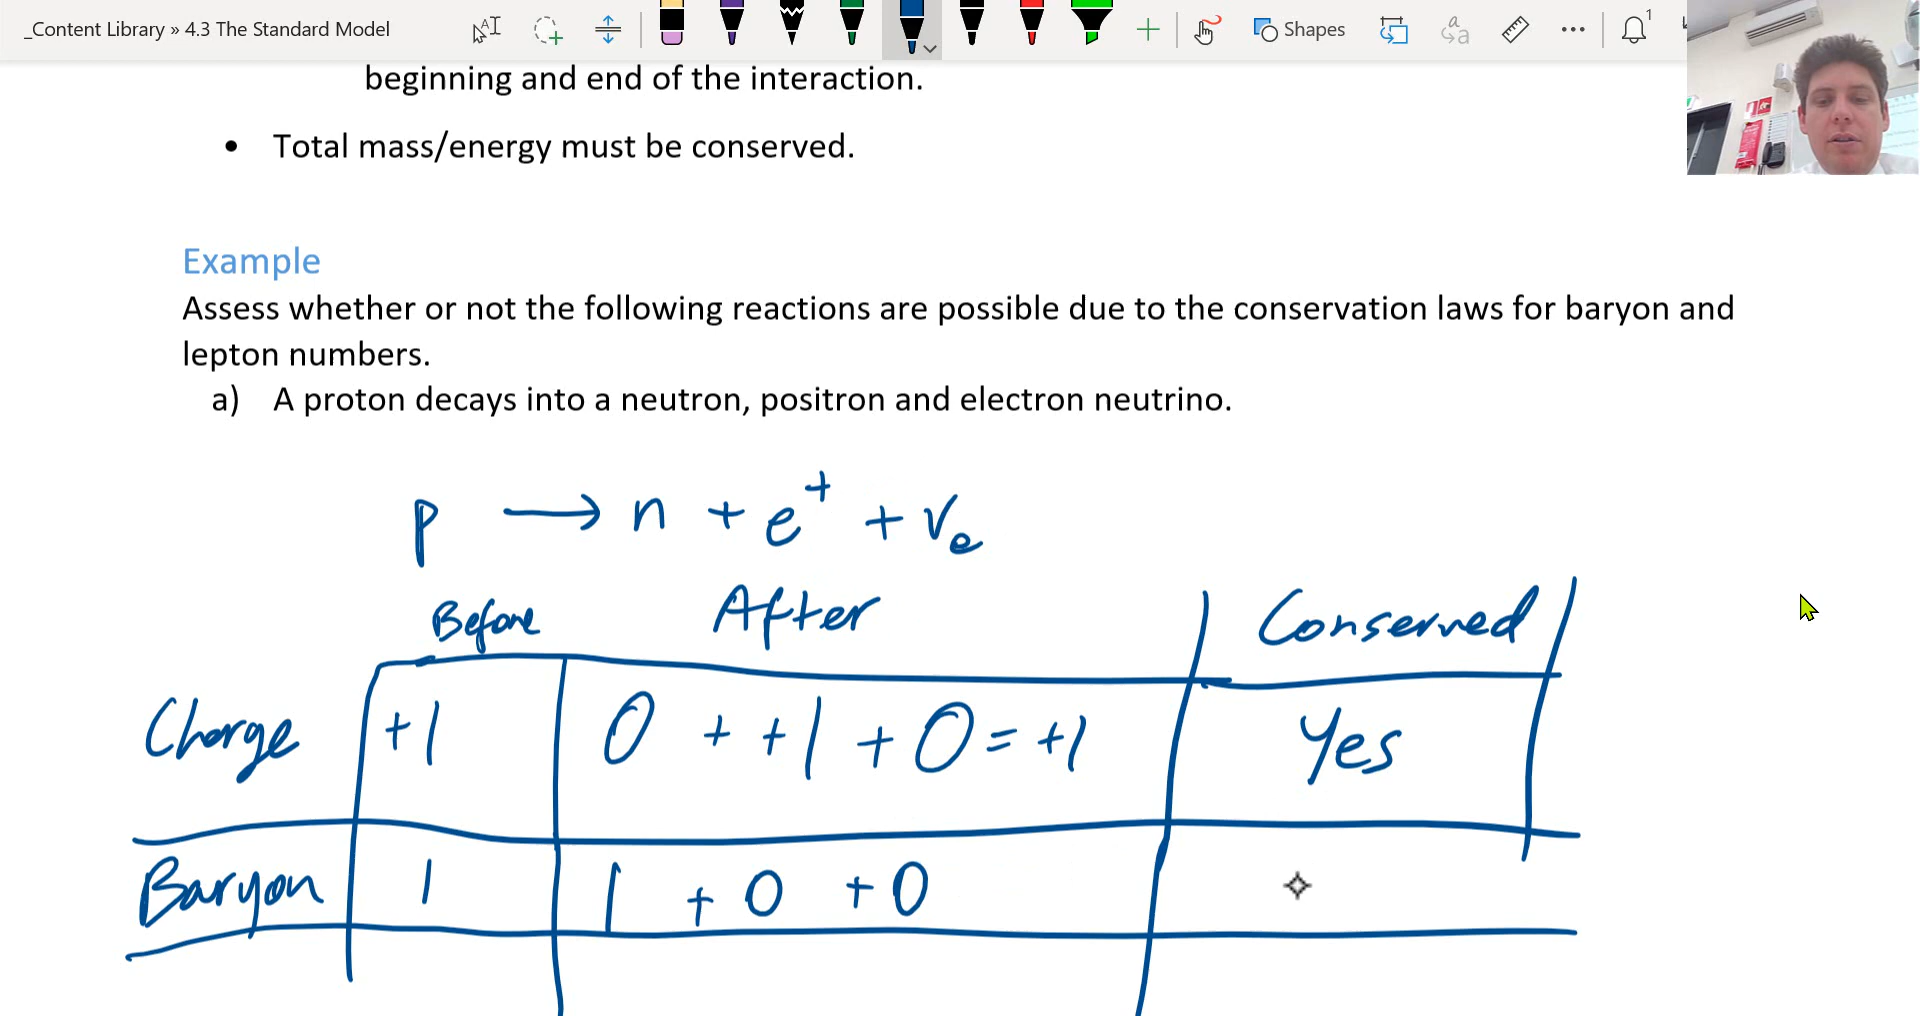 _Content Library » 4.3 The Standard Model
Shapes
1
beginning and end of the interaction.
• Total mass/energy must be conserved.
Example
Assess whether or not the following reactions are possible due to the conservation laws for baryon and
lepton numbers.
a) A proton decays into a neutron, positron and electron neutrino.
p → n + e⁺ + νₑ
Before After Conserved
Charge +1 0 + +1 + 0 = +1 Yes
Baryon 1 1 + 0 + 0